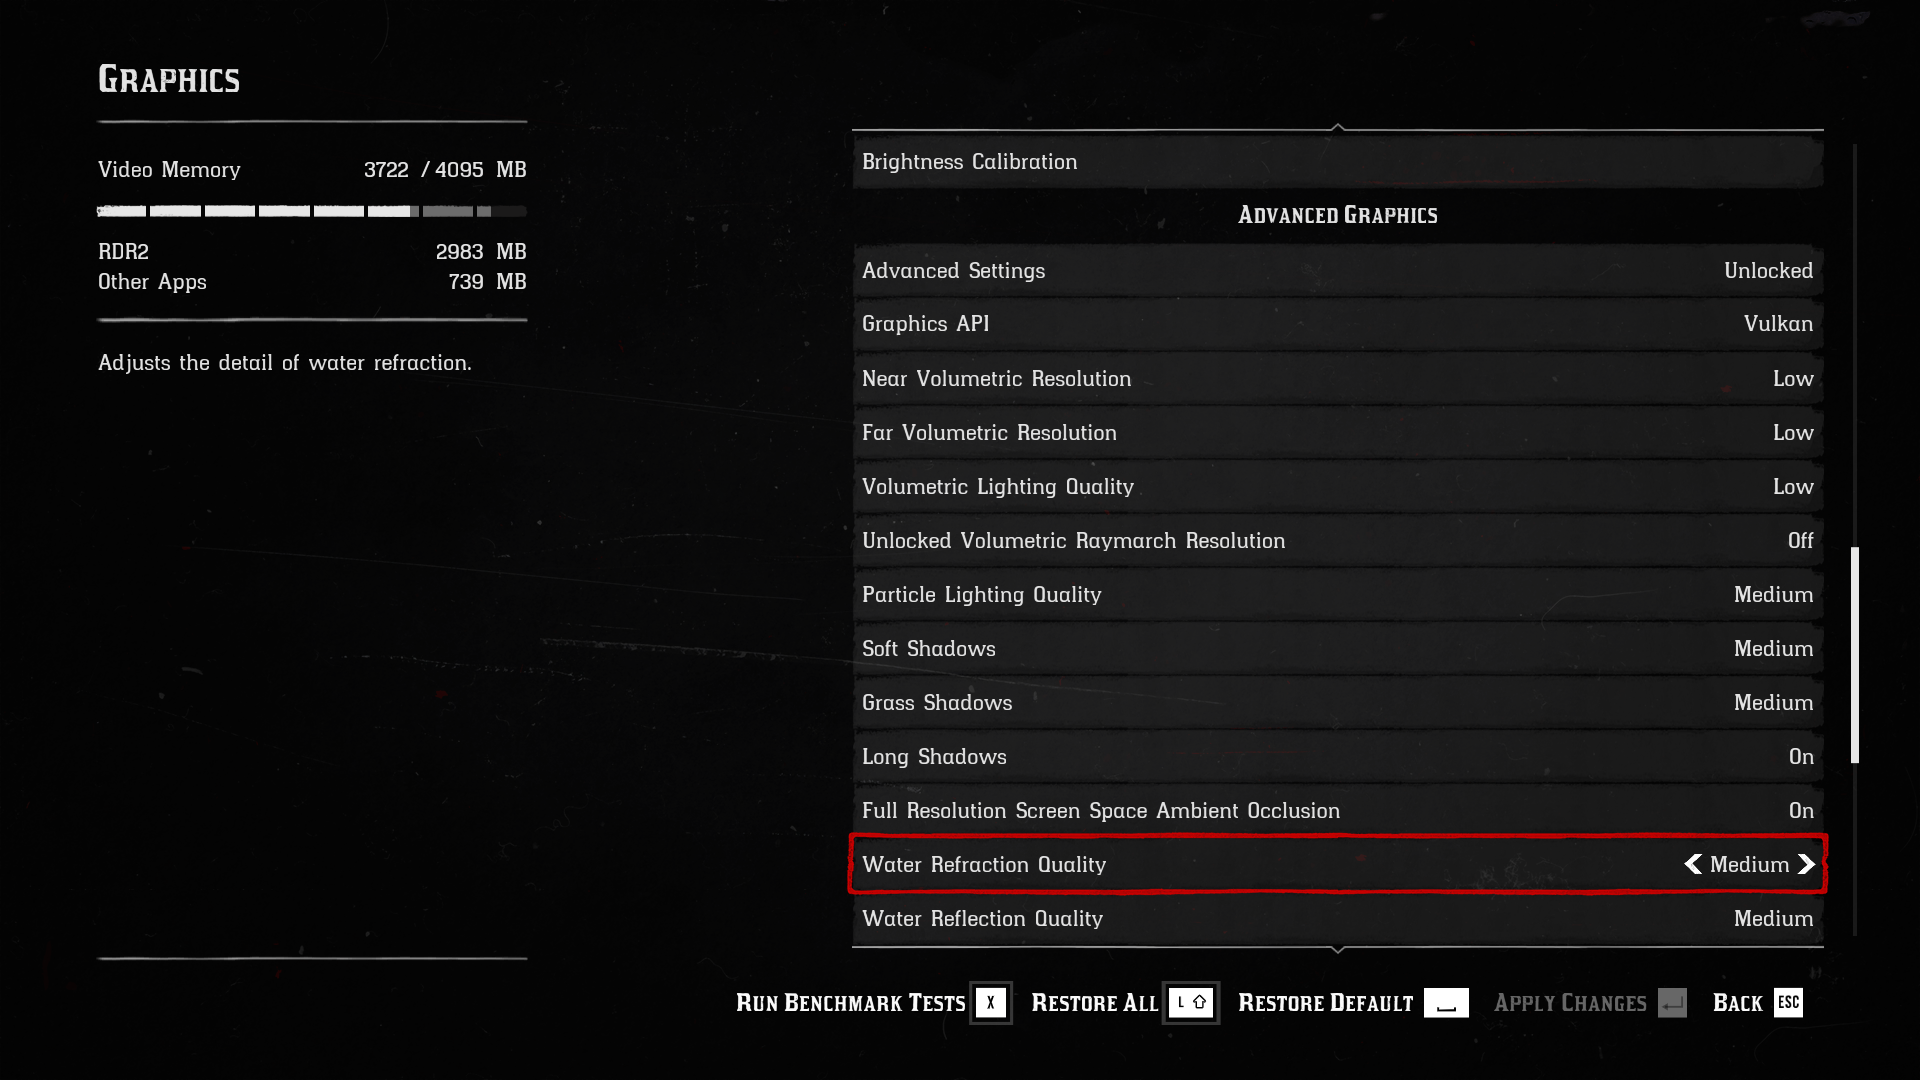 GRAPHICS
Video Memory 3722 / 4095 MB
RDR2 2983 MB
Other Apps 739 MB
Adjusts the detail of water refraction.
Brightness Calibration
ADVANCED GRAPHICS
Advanced Settings Unlocked
Graphics API Vulkan
Near Volumetric Resolution Low
Far Volumetric Resolution Low
Volumetric Lighting Quality Low
Unlocked Volumetric Raymarch Resolution Off
Particle Lighting Quality Medium
Soft Shadows Medium
Grass Shadows Medium
Long Shadows On
Full Resolution Screen Space Ambient Occlusion On
Water Refraction Quality Medium
Water Reflection Quality Medium
RUN BENCHMARK TESTS X RESTORE ALL L RESTORE DEFAULT APPLY CHANGES BACK ESC